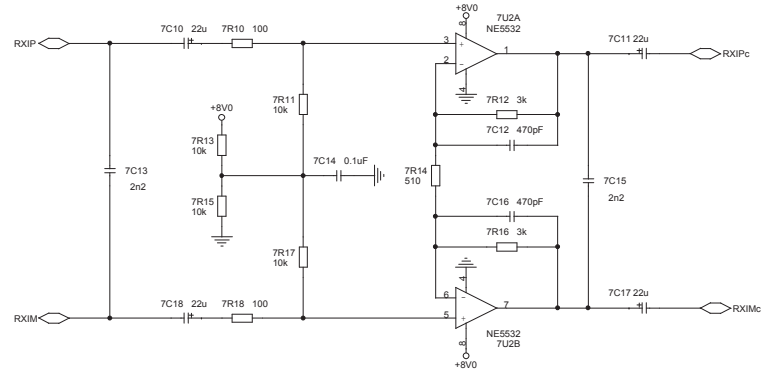 +8V0
8
7U2A
NE5532
7C10 22u
7R10 100
7C11 22u
RXIP
3
+
1
RXIPc
2
-
4
7R11
10k
7R12 3k
+8V0
7C12 470pF
7R13
10k
7C14 0.1uF
7C13
2n2
7R14
510
7C15
2n2
7R15
10k
7C16 470pF
7R16 3k
7R17
10k
4
7C18 22u
7R18 100
6
-
7
7C17 22u
RXIM
5
+
RXIMc
NE5532
7U2B
8
+8V0